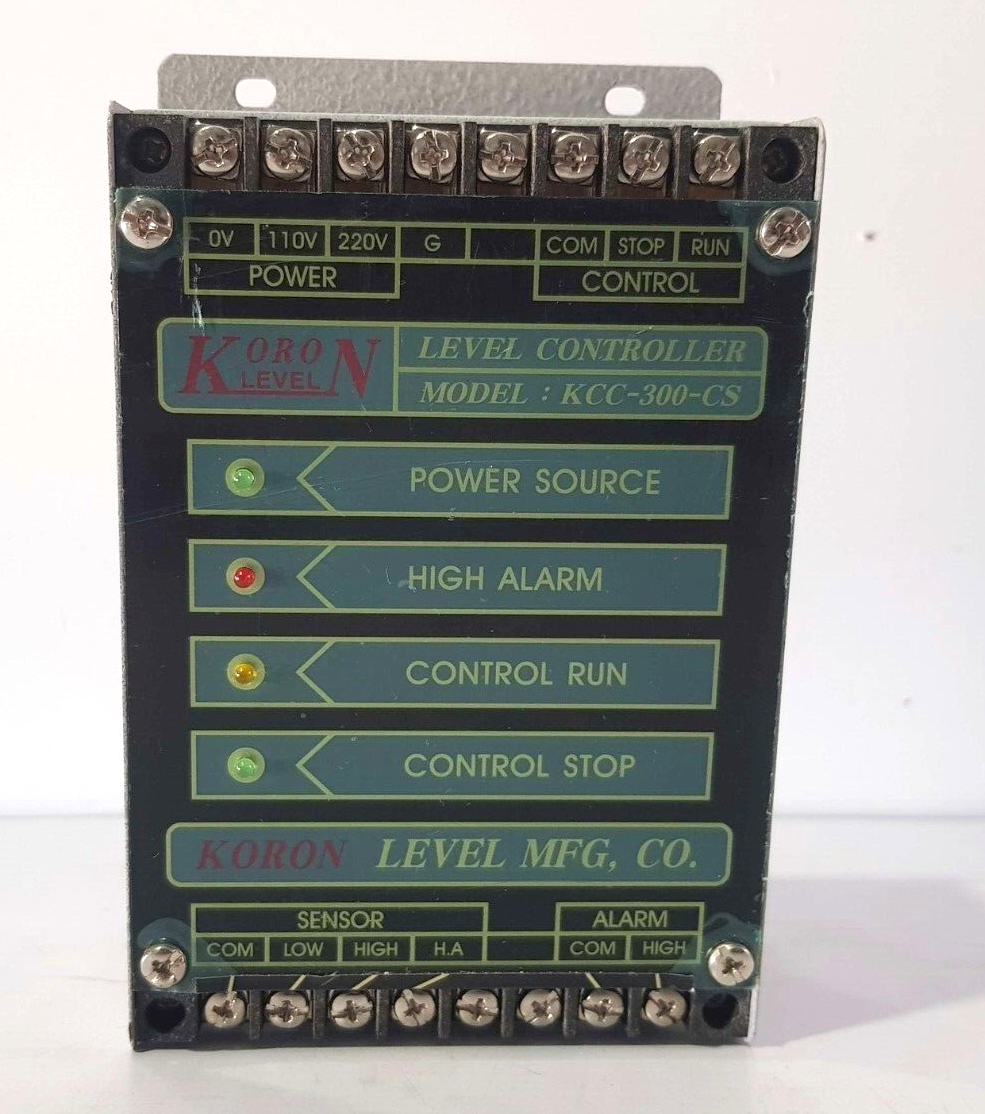 0V 110V 220V G COM STOP RUN
POWER CONTROL
KORON LEVEL
LEVEL CONTROLLER
MODEL : KCC-300-CS
POWER SOURCE
HIGH ALARM
CONTROL RUN
CONTROL STOP
KORON LEVEL MFG, CO.
SENSOR ALARM
COM LOW HIGH H.A COM HIGH